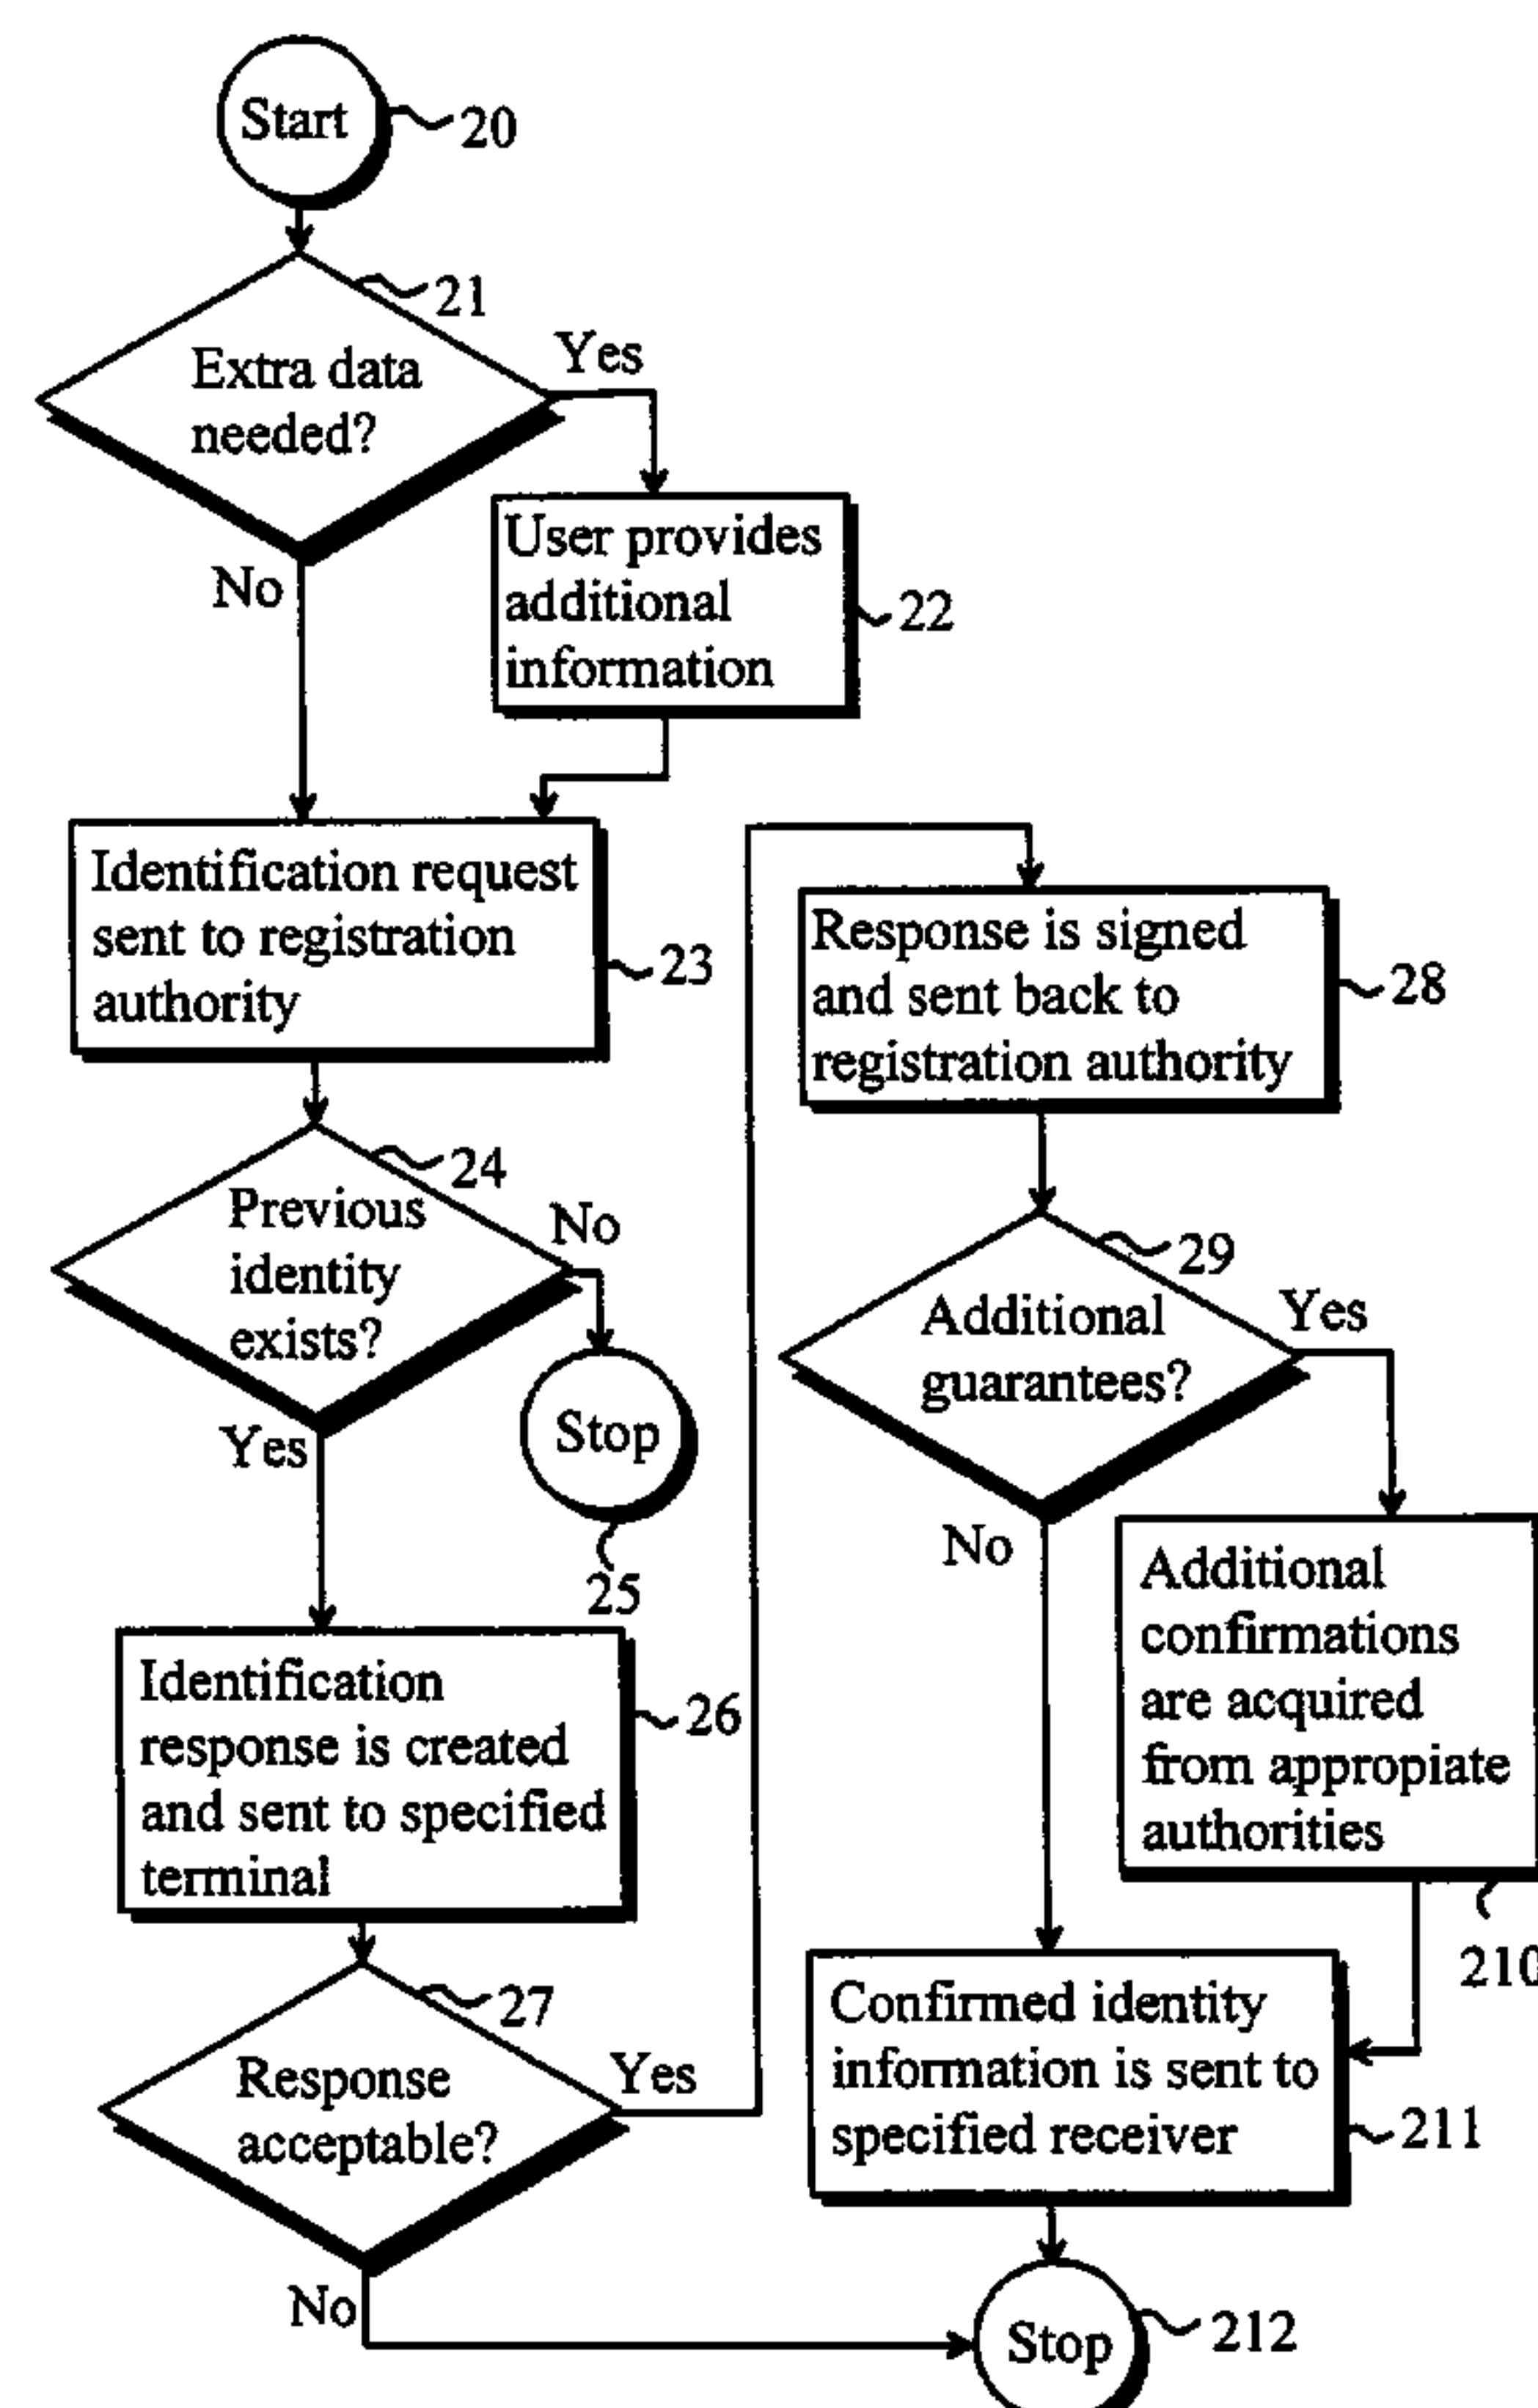 Start
20
21
Extra data
needed?
Yes
No
User provides
additional
information
22
Identification request
sent to registration
authority
23
24
Previous
identity
exists?
No
Yes
Stop
25
Identification
response is created
and sent to specified
terminal
26
27
Response
acceptable?
Yes
No
Response is signed
and sent back to
registration authority
28
29
Additional
guarantees?
Yes
No
Additional
confirmations
are acquired
from appropiate
authorities
210
Confirmed identity
information is sent to
specified receiver
211
Stop
212